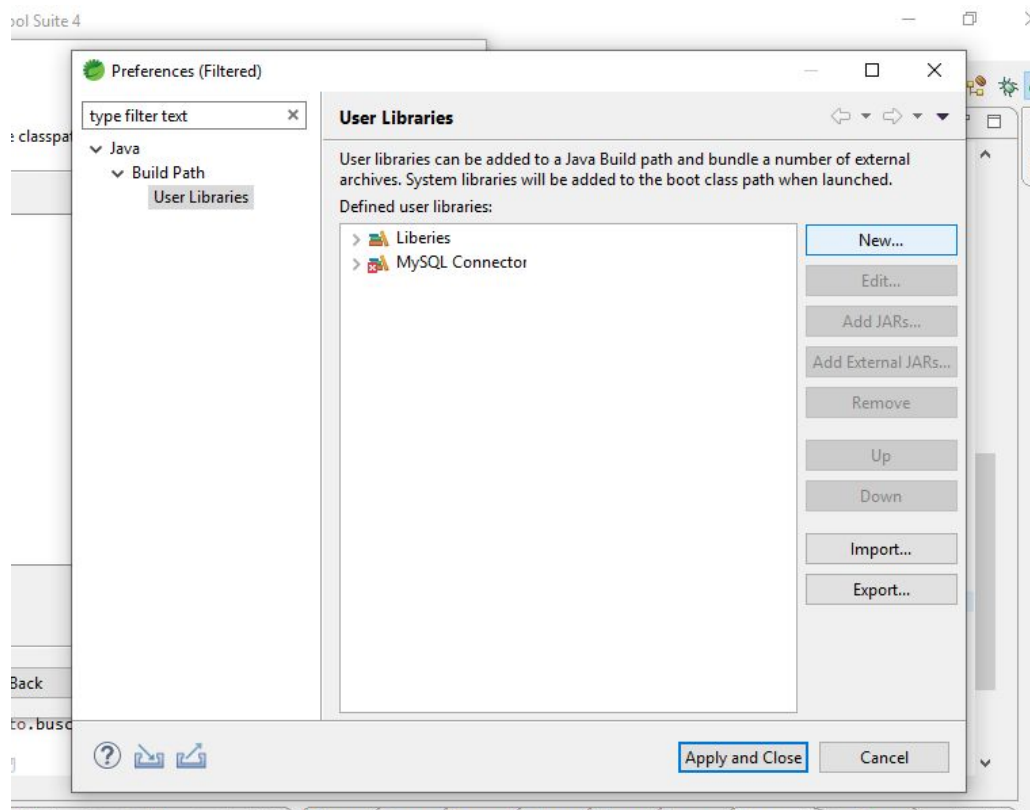 ool Suite 4
Preferences (Filtered)
type filter text
Java
Build Path
User Libraries
User Libraries
User libraries can be added to a Java Build path and bundle a number of external
archives. System libraries will be added to the boot class path when launched.
Defined user libraries:
Liberies
MySQL Connector
New...
Edit...
Add JARs...
Add External JARs...
Remove
Up
Down
Import...
Export...
Apply and Close
Cancel
e classpat
Back
to.busc